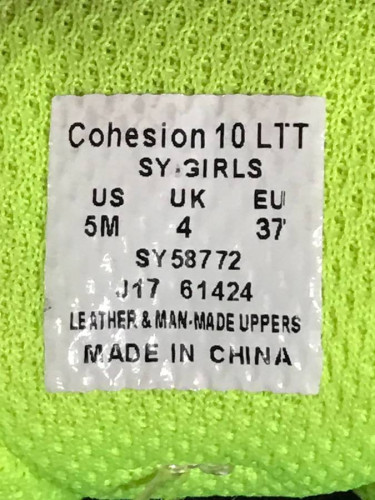 Cohesion 10 LTT
SY-GIRLS
US UK EU
5M 4 37
SY58772
J17 61424
LEATHER & MAN-MADE UPPERS
MADE IN CHINA